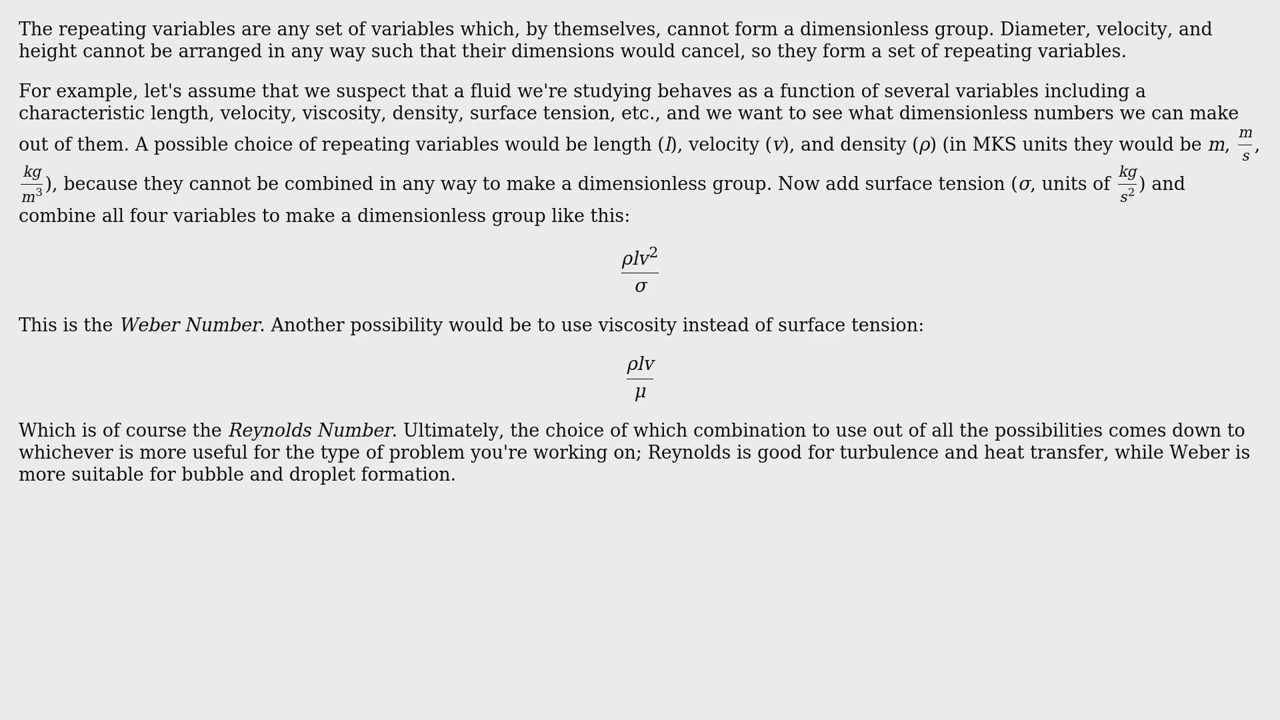 The repeating variables are any set of variables which, by themselves, cannot form a dimensionless group. Diameter, velocity, and
height cannot be arranged in any way such that their dimensions would cancel, so they form a set of repeating variables.
For example, let's assume that we suspect that a fluid we're studying behaves as a function of several variables including a
characteristic length, velocity, viscosity, density, surface tension, etc., and we want to see what dimensionless numbers we can make
out of them. A possible choice of repeating variables would be length (l), velocity (v), and density (ρ) (in MKS units they would be m, m/s,
kg/m³), because they cannot be combined in any way to make a dimensionless group. Now add surface tension (σ, units of kg/s²) and
combine all four variables to make a dimensionless group like this:
ρlv²/σ
This is the Weber Number. Another possibility would be to use viscosity instead of surface tension:
ρlv/μ
Which is of course the Reynolds Number. Ultimately, the choice of which combination to use out of all the possibilities comes down to
whichever is more useful for the type of problem you're working on; Reynolds is good for turbulence and heat transfer, while Weber is
more suitable for bubble and droplet formation.